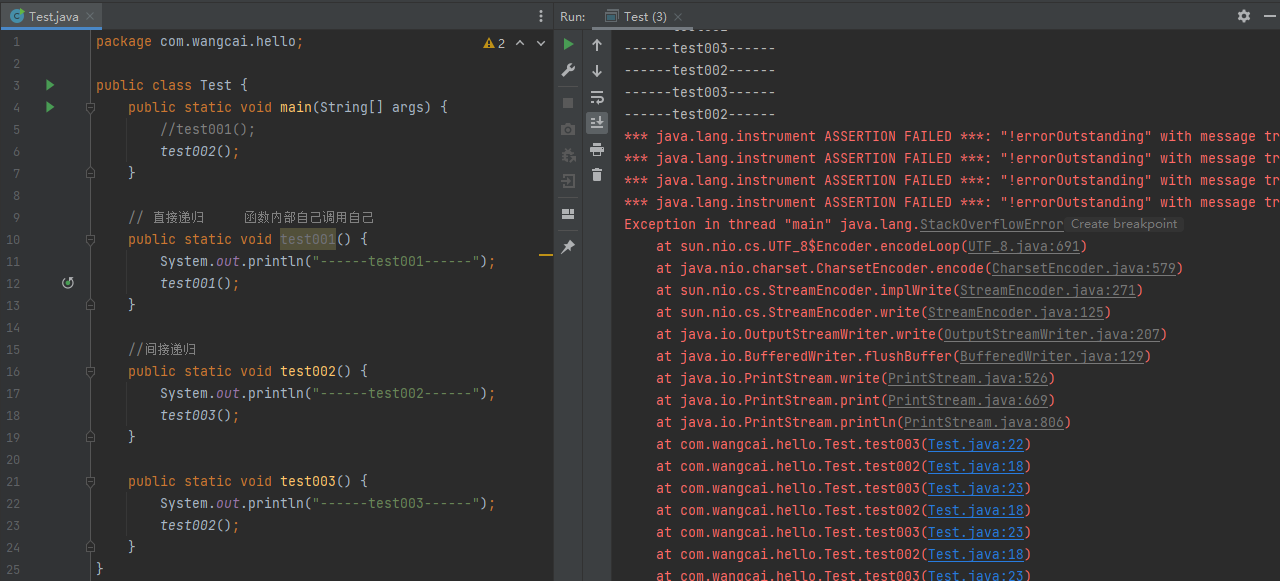 Test.java
Run:
Test (3)
1 package com.wangcai.hello;
2
2
3 public class Test {
4 public static void main(String[] args) {
5 //test001();
6 test002();
7 }
8
9 // 直接递归 函数内部自己调用自己
10 public static void test001() {
11 System.out.println("------test001------");
12 test001();
13 }
14
15 //间接递归
16 public static void test002() {
17 System.out.println("------test002------");
18 test003();
19 }
20
21 public static void test003() {
22 System.out.println("------test003------");
23 test002();
24 }
25 }
------test003------
------test002------
------test003------
------test002------
*** java.lang.instrument ASSERTION FAILED ***: "!errorOutstanding" with message tr
*** java.lang.instrument ASSERTION FAILED ***: "!errorOutstanding" with message tr
*** java.lang.instrument ASSERTION FAILED ***: "!errorOutstanding" with message tr
*** java.lang.instrument ASSERTION FAILED ***: "!errorOutstanding" with message tr
Exception in thread "main" java.lang.StackOverflowError Create breakpoint
at sun.nio.cs.UTF_8$Encoder.encodeLoop(UTF_8.java:691)
at java.nio.charset.CharsetEncoder.encode(CharsetEncoder.java:579)
at sun.nio.cs.StreamEncoder.implWrite(StreamEncoder.java:271)
at sun.nio.cs.StreamEncoder.write(StreamEncoder.java:125)
at java.io.OutputStreamWriter.write(OutputStreamWriter.java:207)
at java.io.BufferedWriter.flushBuffer(BufferedWriter.java:129)
at java.io.PrintStream.write(PrintStream.java:526)
at java.io.PrintStream.print(PrintStream.java:669)
at java.io.PrintStream.println(PrintStream.java:806)
at com.wangcai.hello.Test.test003(Test.java:22)
at com.wangcai.hello.Test.test002(Test.java:18)
at com.wangcai.hello.Test.test003(Test.java:23)
at com.wangcai.hello.Test.test002(Test.java:18)
at com.wangcai.hello.Test.test003(Test.java:23)
at com.wangcai.hello.Test.test002(Test.java:18)
at com.wangcai.hello.Test.test003(Test.java:23)